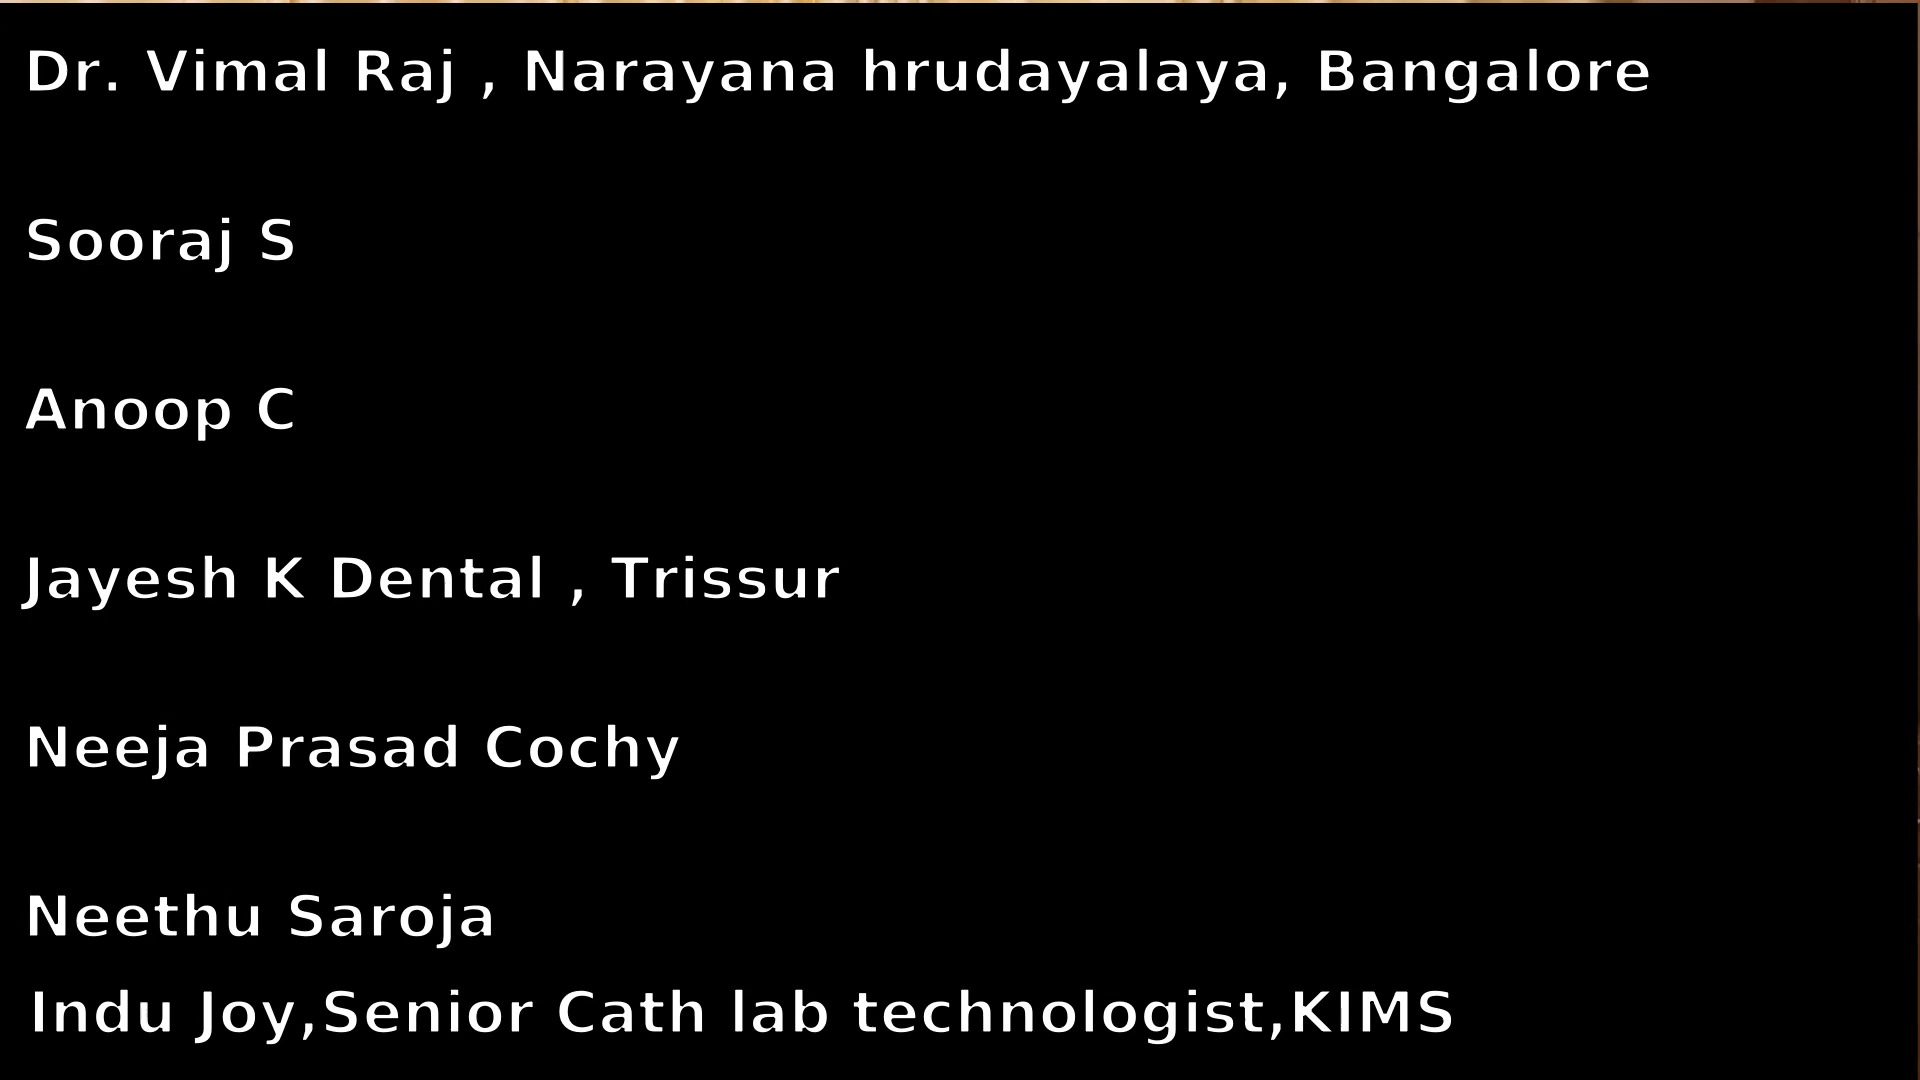 Dr. Vimal Raj , Narayana hrudayalaya, Bangalore
Sooraj S
Anoop C
Jayesh K Dental , Trissur
Neeja Prasad Cochy
Neethu Saroja
Indu Joy,Senior Cath lab technologist,KIMS